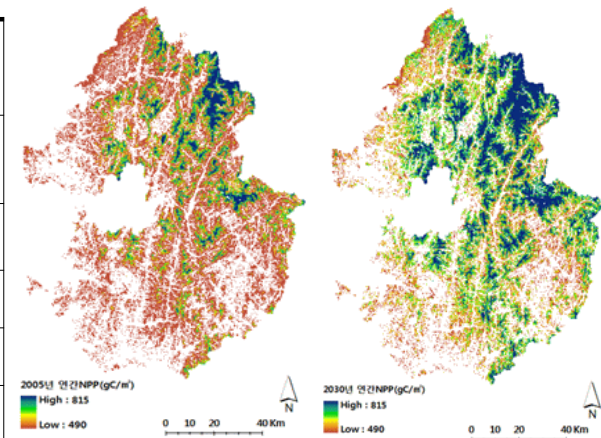 2005년 연간NPP(gC/㎡)
High : 815
Low : 490
N
0 10 20 40 Km
2030년 연간NPP(gC/㎡)
High : 815
Low : 490
N
0 10 20 40 Km